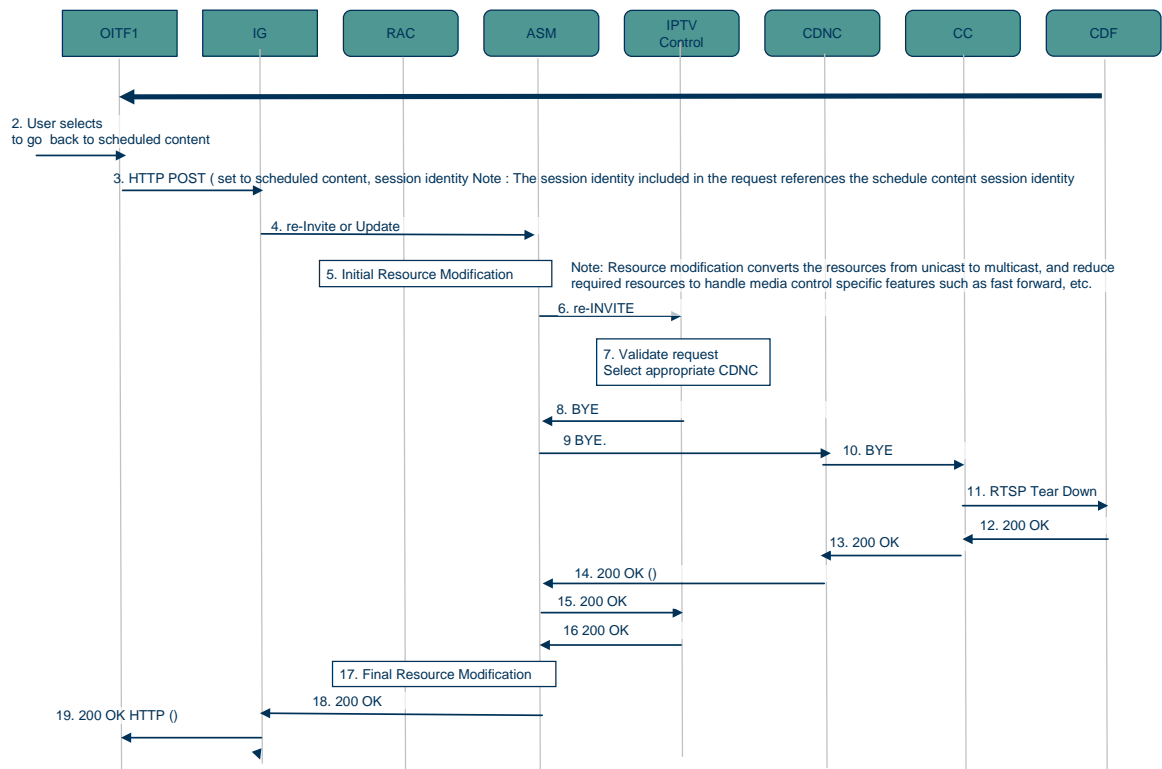 OITF1
IG
RAC
ASM
IPTV
Control
CDNC
CC
CDF
2. User selects
to go back to scheduled content
3. HTTP POST ( set to scheduled content, session identity Note : The session identity included in the request references the schedule content session identity
4. re-Invite or Update
5. Initial Resource Modification
Note: Resource modification converts the resources from unicast to multicast, and reduce
required resources to handle media control specific features such as fast forward, etc.
6. re-INVITE
7. Validate request
Select appropriate CDNC
8. BYE
9 BYE.
10. BYE
11. RTSP Tear Down
12. 200 OK
13. 200 OK
14. 200 OK ()
15. 200 OK
16 200 OK
17. Final Resource Modification
18. 200 OK
19. 200 OK HTTP ()